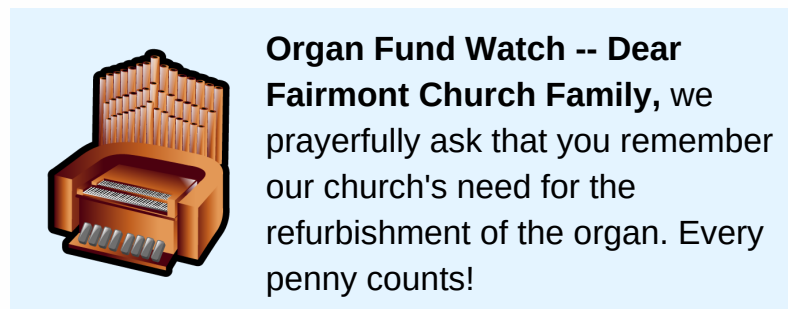 Organ Fund Watch -- Dear
Fairmont Church Family, we
prayerfully ask that you remember
our church's need for the
refurbishment of the organ. Every
penny counts!